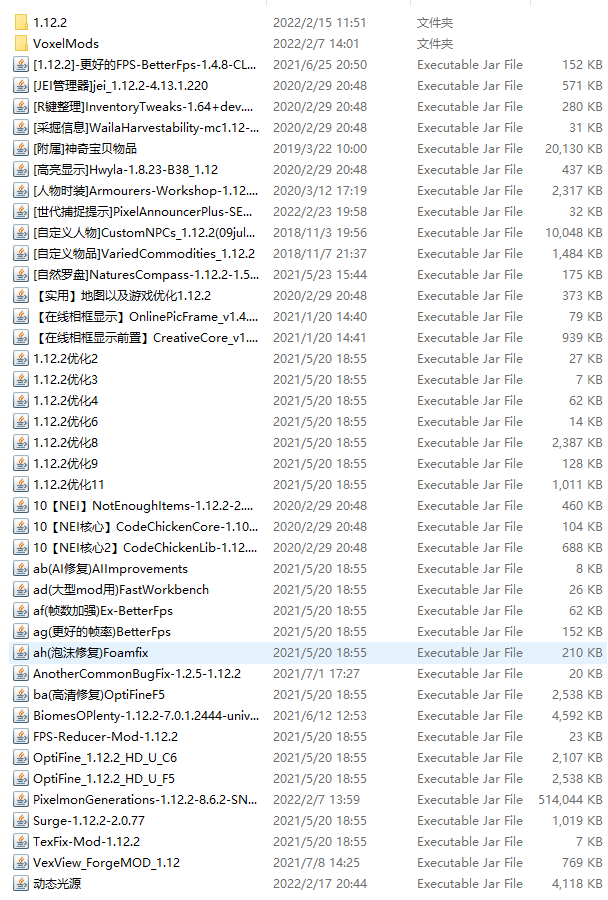 1.12.2 2022/2/15 11:51 文件夹
VoxelMods 2022/2/7 14:01 文件夹
[1.12.2]-更好的FPS-BetterFps-1.4.8-CL... 2021/6/25 20:50 Executable Jar File 152 KB
[JEI管理器]jei_1.12.2-4.13.1.220 2020/2/29 20:48 Executable Jar File 571 KB
[R键整理]InventoryTweaks-1.64+dev.... 2020/2/29 20:48 Executable Jar File 280 KB
[采掘信息]WailaHarvestability-mc1.12-... 2020/2/29 20:48 Executable Jar File 31 KB
[附属]神奇宝贝物品 2019/3/22 10:00 Executable Jar File 20,130 KB
[高亮显示]Hwyla-1.8.23-B38_1.12 2020/2/29 20:48 Executable Jar File 437 KB
[人物时装]Armourers-Workshop-1.12.... 2020/3/12 17:19 Executable Jar File 2,317 KB
[世代捕捉提示]PixelAnnouncerPlus-SE... 2022/2/23 19:58 Executable Jar File 32 KB
[自定义人物]CustomNPCs_1.12.2(09jul... 2018/11/3 19:56 Executable Jar File 10,048 KB
[自定义物品]VariedCommodities_1.12.2 2018/11/7 21:37 Executable Jar File 1,484 KB
[自然罗盘]NaturesCompass-1.12.2-1.5... 2021/5/23 15:44 Executable Jar File 175 KB
【实用】地图以及游戏优化1.12.2 2020/2/29 20:48 Executable Jar File 373 KB
【在线相框显示】OnlinePicFrame_v1.4.... 2021/1/20 14:40 Executable Jar File 79 KB
【在线相框显示前置】CreativeCore_v1.... 2021/1/20 14:41 Executable Jar File 939 KB
1.12.2优化2 2021/5/20 18:55 Executable Jar File 27 KB
1.12.2优化3 2021/5/20 18:55 Executable Jar File 7 KB
1.12.2优化4 2021/5/20 18:55 Executable Jar File 62 KB
1.12.2优化6 2021/5/20 18:55 Executable Jar File 14 KB
1.12.2优化8 2021/5/20 18:55 Executable Jar File 2,387 KB
1.12.2优化9 2021/5/20 18:55 Executable Jar File 128 KB
1.12.2优化11 2021/5/20 18:55 Executable Jar File 1,011 KB
10【NEI】NotEnoughItems-1.12.2-2.... 2020/2/29 20:48 Executable Jar File 460 KB
10【NEI核心】CodeChickenCore-1.10... 2020/2/29 20:48 Executable Jar File 104 KB
10【NEI核心2】CodeChickenLib-1.12.... 2020/2/29 20:48 Executable Jar File 688 KB
ab(AI修复)AIImprovements 2021/5/20 18:55 Executable Jar File 8 KB
ad(大型mod用)FastWorkbench 2021/5/20 18:55 Executable Jar File 26 KB
af(帧数加强)Ex-BetterFps 2021/5/20 18:55 Executable Jar File 62 KB
ag(更好的帧率)BetterFps 2021/5/20 18:55 Executable Jar File 152 KB
ah(泡沫修复)Foamfix 2021/5/20 18:55 Executable Jar File 210 KB
AnotherCommonBugFix-1.2.5-1.12.2 2021/7/1 17:27 Executable Jar File 20 KB
ba(高清修复)OptiFineF5 2021/5/20 18:55 Executable Jar File 2,538 KB
BiomesOPlenty-1.12.2-7.0.1.2444-univ... 2021/6/12 12:53 Executable Jar File 4,592 KB
FPS-Reducer-Mod-1.12.2 2021/5/20 18:55 Executable Jar File 23 KB
OptiFine_1.12.2_HD_U_C6 2021/5/20 18:55 Executable Jar File 2,107 KB
OptiFine_1.12.2_HD_U_F5 2021/5/20 18:55 Executable Jar File 2,538 KB
PixelmonGenerations-1.12.2-8.6.2-SN... 2022/2/7 13:59 Executable Jar File 514,044 KB
Surge-1.12.2-2.0.77 2021/5/20 18:55 Executable Jar File 1,019 KB
TexFix-Mod-1.12.2 2021/5/20 18:55 Executable Jar File 7 KB
VexView_ForgeMOD_1.12 2021/7/8 14:25 Executable Jar File 769 KB
动态光源 2022/2/17 20:44 Executable Jar File 4,118 KB